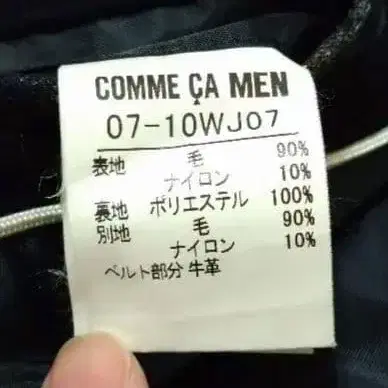 COMME ÇA MEN
07-10WJ07
表地 毛 90%
ナイロン 10%
裏地 ポリエステル 100%
別地 毛 90%
ナイロン 10%
ベルト部分 牛革